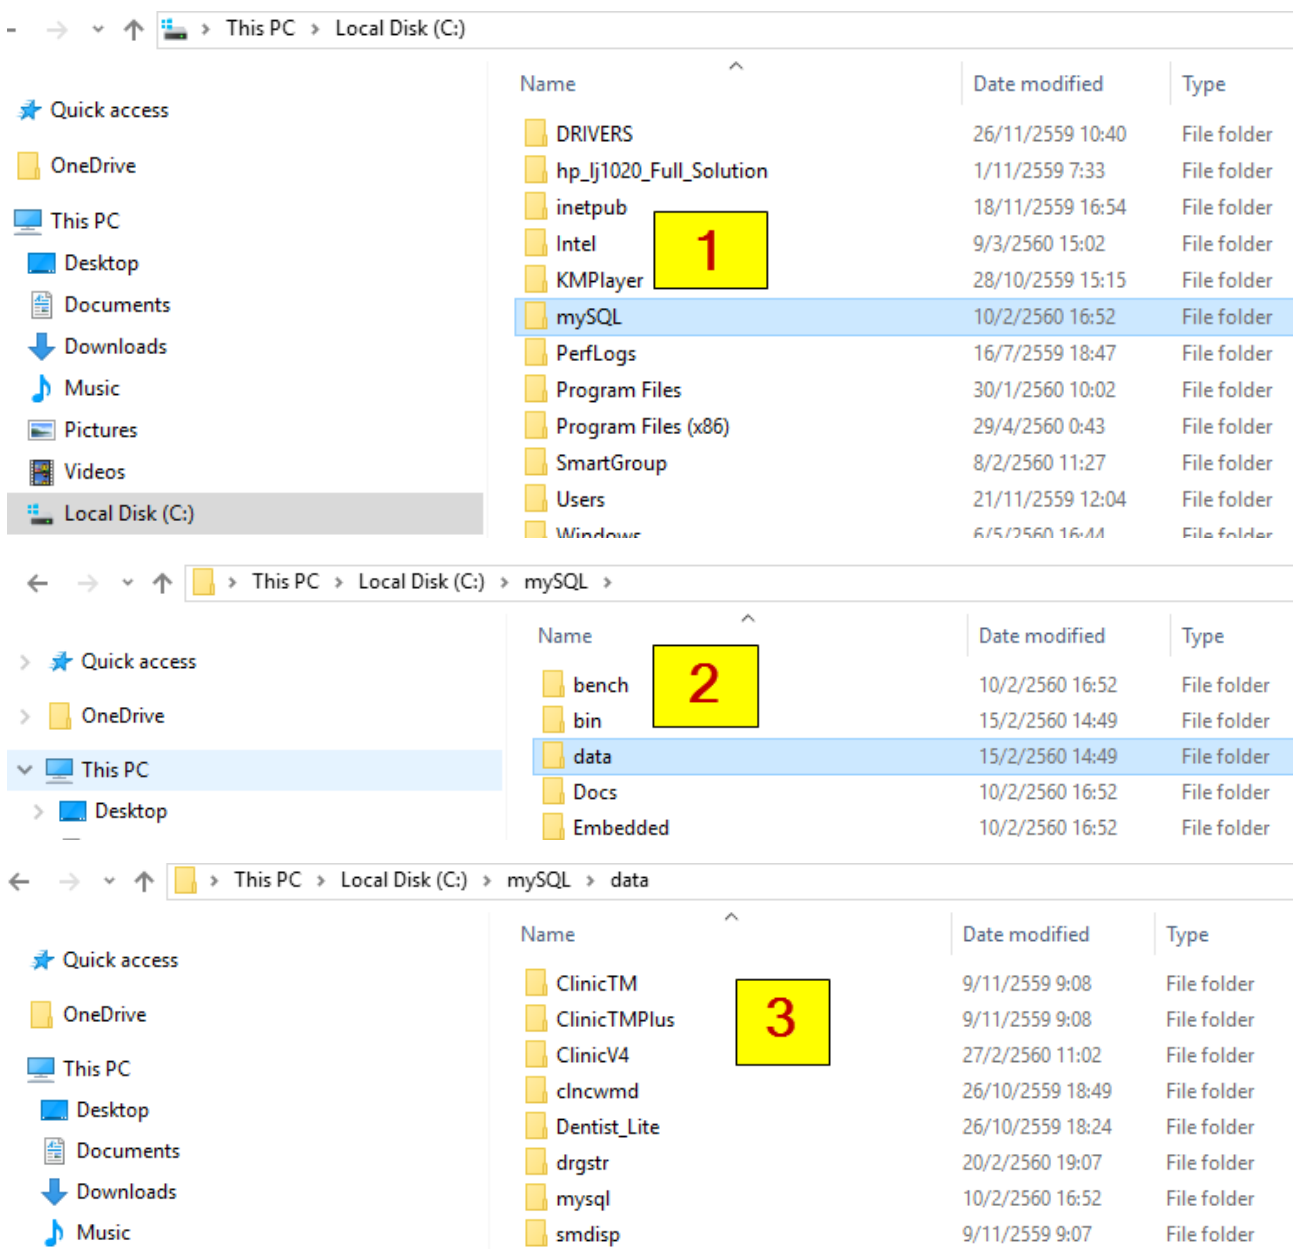 This PC > Local Disk (C:)
Name Date modified Type
Quick access
OneDrive
This PC
Desktop
Documents
Downloads
Music
Pictures
Videos
Local Disk (C:)
DRIVERS 26/11/2559 10:40 File folder
hp_lj1020_Full_Solution 1/11/2559 7:33 File folder
inetpub 18/11/2559 16:54 File folder
Intel 9/3/2560 15:02 File folder
KMPlayer 28/10/2559 15:15 File folder
mySQL 10/2/2560 16:52 File folder
PerfLogs 16/7/2559 18:47 File folder
Program Files 30/1/2560 10:02 File folder
Program Files (x86) 29/4/2560 0:43 File folder
SmartGroup 8/2/2560 11:27 File folder
Users 21/11/2559 12:04 File folder
Windows 6/5/2560 16:44 File folder
1
This PC > Local Disk (C:) > mySQL >
Name Date modified Type
Quick access
OneDrive
This PC
Desktop
bench 10/2/2560 16:52 File folder
bin 15/2/2560 14:49 File folder
data 15/2/2560 14:49 File folder
Docs 10/2/2560 16:52 File folder
Embedded 10/2/2560 16:52 File folder
2
This PC > Local Disk (C:) > mySQL > data
Name Date modified Type
Quick access
OneDrive
This PC
Desktop
Documents
Downloads
Music
ClinicTM 9/11/2559 9:08 File folder
ClinicTMPlus 9/11/2559 9:08 File folder
ClinicV4 27/2/2560 11:02 File folder
clncwmd 26/10/2559 18:49 File folder
Dentist_Lite 26/10/2559 18:24 File folder
drgstr 20/2/2560 19:07 File folder
mysql 10/2/2560 16:52 File folder
smdisp 9/11/2559 9:07 File folder
3